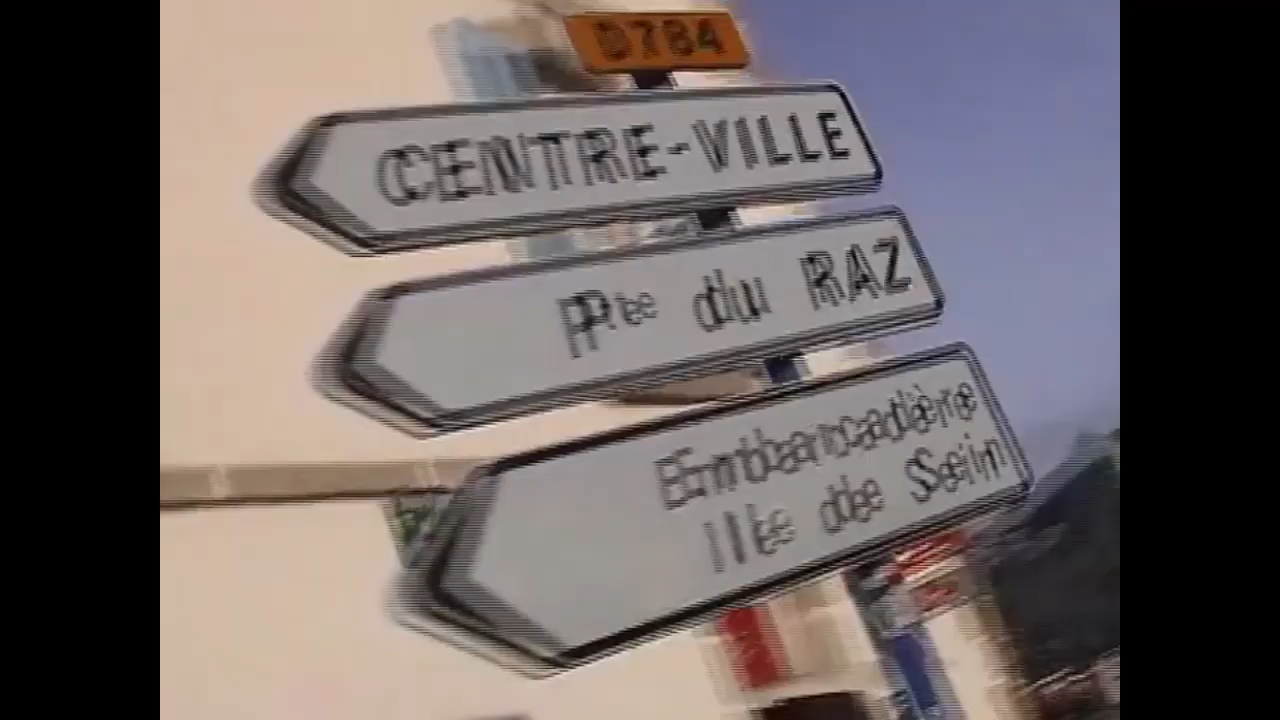 D784
CENTRE-VILLE
Pte du RAZ
Embarcadère
Ile de Sein